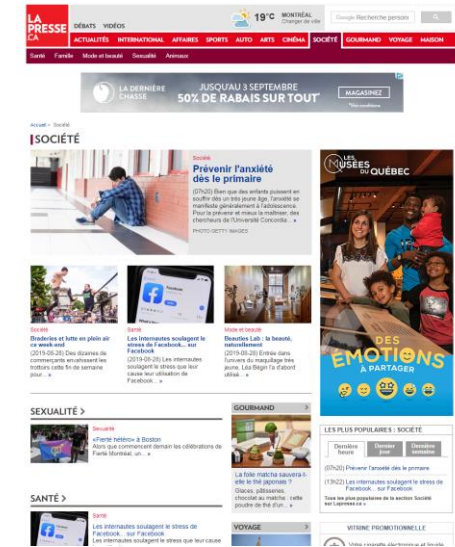 LA
PRESSE
.CA
DÉBATS VIDÉOS
19°C MONTRÉAL
Changer de ville
Google Recherche personn
ACTUALITÉS INTERNATIONAL AFFAIRES SPORTS AUTO ARTS CINÉMA SOCIÉTÉ GOURMAND VOYAGE MAISON
Santé Famille Mode et beauté Sexualité Animaux
LA DERNIÈRE
CHASSE
JUSQU'AU 3 SEPTEMBRE
50% DE RABAIS SUR TOUT*
MAGASINEZ
*Voir conditions
Accueil > Société
SOCIÉTÉ
Société
Prévenir l'anxiété
dès le primaire
(07h20) Bien que des enfants puissent en
souffrir dès un très jeune âge, l'anxiété se
manifeste généralement à l'adolescence.
Pour la prévenir et mieux la maîtriser, des
chercheurs de l'Université Concordia... »
PHOTO GETTY IMAGES
Société
Braderies et lutte en plein air
ce week-end
(2019-08-28) Des dizaines de
commerçants envahissent les
trottoirs cette fin de semaine
pour... »
Santé
Les internautes soulagent le
stress de Facebook... sur
Facebook
(2019-08-28) Les internautes
soulagent le stress que leur
cause leur utilisation de
Facebook... »
Mode et beauté
Beauties Lab : la beauté,
naturellement
(2019-08-28) Entrée dans
l'univers du maquillage très
jeune, Léa Bégin l'a d'abord
utilisé... »
LES
MUSÉES
DU QUÉBEC
DES
ÉMOTIONS
À PARTAGER
SEXUALITÉ >
Sexualité
«Fierté hétéro» à Boston
Alors que commencent demain les célébrations de
Fierté Montréal, un... »
GOURMAND >
La folie matcha sauvera-t-
elle le thé japonais ?
Glaces, pâtisseries,
chocolat au matcha : cette
poudre de thé d'un... »
LES PLUS POPULAIRES : SOCIÉTÉ
Dernière
heure
Dernier
jour
Dernière
semaine
(07h20) Prévenir l'anxiété dès le primaire
(13h22) Les internautes soulagent le stress de
Facebook... sur Facebook
Tous les plus populaires de la section Société
sur Lapresse.ca »
SANTÉ >
Santé
Les internautes soulagent le stress de
Facebook... sur Facebook
Les internautes soulagent le stress que leur cause
VOYAGE >
VITRINE PROMOTIONNELLE
Vote cigarette électronique et liquide